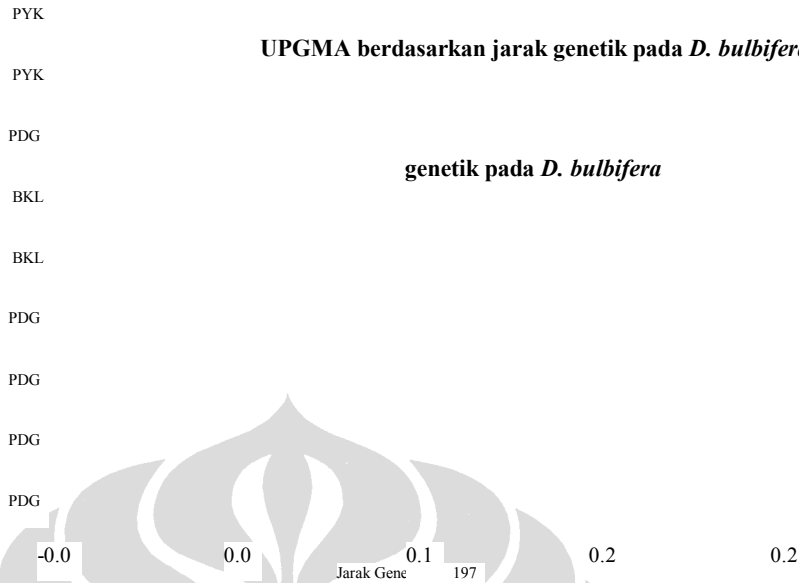 PYK
UPGMA berdasarkan jarak genetik pada D. bulbifera
PYK
PDG
genetik pada D. bulbifera
BKL
BKL
PDG
PDG
PDG
PDG
-0.0 0.0 0.1 0.2 0.2
Jarak Gene 197